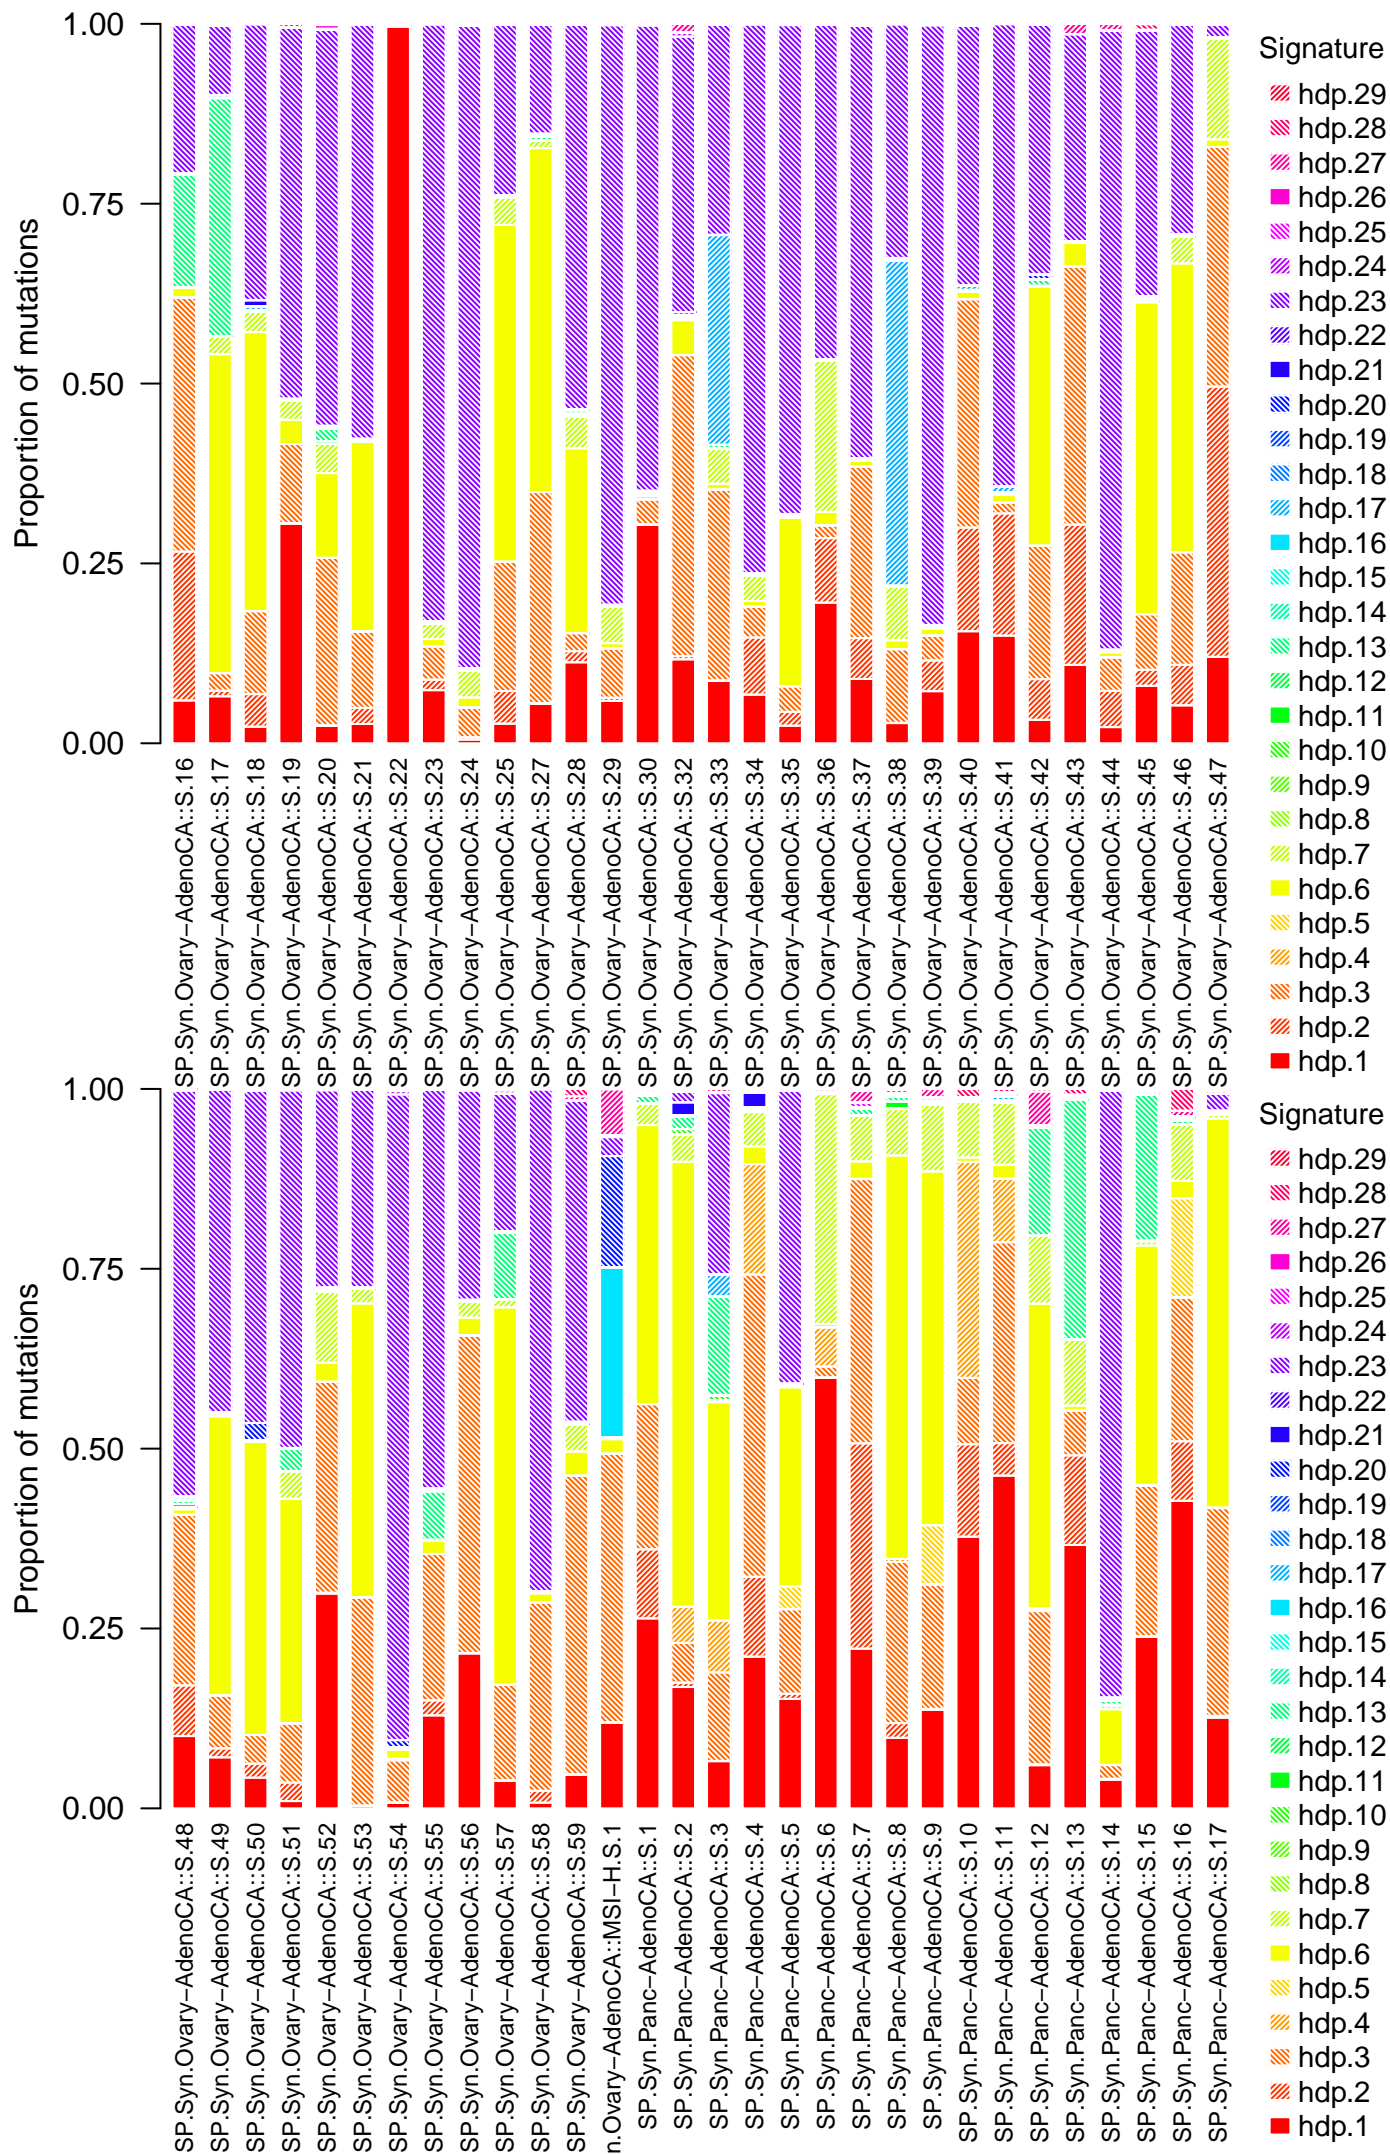 Proportion of mutations
1.00
0.75
0.50
0.25
0.00
SP.Syn.Ovary−AdenoCA::S.16
SP.Syn.Ovary−AdenoCA::S.17
SP.Syn.Ovary−AdenoCA::S.18
SP.Syn.Ovary−AdenoCA::S.19
SP.Syn.Ovary−AdenoCA::S.20
SP.Syn.Ovary−AdenoCA::S.21
SP.Syn.Ovary−AdenoCA::S.22
SP.Syn.Ovary−AdenoCA::S.23
SP.Syn.Ovary−AdenoCA::S.24
SP.Syn.Ovary−AdenoCA::S.25
SP.Syn.Ovary−AdenoCA::S.27
SP.Syn.Ovary−AdenoCA::S.28
SP.Syn.Ovary−AdenoCA::S.29
SP.Syn.Ovary−AdenoCA::S.30
SP.Syn.Ovary−AdenoCA::S.32
SP.Syn.Ovary−AdenoCA::S.33
SP.Syn.Ovary−AdenoCA::S.34
SP.Syn.Ovary−AdenoCA::S.35
SP.Syn.Ovary−AdenoCA::S.36
SP.Syn.Ovary−AdenoCA::S.37
SP.Syn.Ovary−AdenoCA::S.38
SP.Syn.Ovary−AdenoCA::S.39
SP.Syn.Ovary−AdenoCA::S.40
SP.Syn.Ovary−AdenoCA::S.41
SP.Syn.Ovary−AdenoCA::S.42
SP.Syn.Ovary−AdenoCA::S.43
SP.Syn.Ovary−AdenoCA::S.44
SP.Syn.Ovary−AdenoCA::S.45
SP.Syn.Ovary−AdenoCA::S.46
SP.Syn.Ovary−AdenoCA::S.47
Signature
hdp.29
hdp.28
hdp.27
hdp.26
hdp.25
hdp.24
hdp.23
hdp.22
hdp.21
hdp.20
hdp.19
hdp.18
hdp.17
hdp.16
hdp.15
hdp.14
hdp.13
hdp.12
hdp.11
hdp.10
hdp.9
hdp.8
hdp.7
hdp.6
hdp.5
hdp.4
hdp.3
hdp.2
hdp.1
Proportion of mutations
1.00
0.75
0.50
0.25
0.00
SP.Syn.Ovary−AdenoCA::S.48
SP.Syn.Ovary−AdenoCA::S.49
SP.Syn.Ovary−AdenoCA::S.50
SP.Syn.Ovary−AdenoCA::S.51
SP.Syn.Ovary−AdenoCA::S.52
SP.Syn.Ovary−AdenoCA::S.53
SP.Syn.Ovary−AdenoCA::S.54
SP.Syn.Ovary−AdenoCA::S.55
SP.Syn.Ovary−AdenoCA::S.56
SP.Syn.Ovary−AdenoCA::S.57
SP.Syn.Ovary−AdenoCA::S.58
SP.Syn.Ovary−AdenoCA::S.59
n.Ovary−AdenoCA::MSI−H.S.1
SP.Syn.Panc−AdenoCA::S.1
SP.Syn.Panc−AdenoCA::S.2
SP.Syn.Panc−AdenoCA::S.3
SP.Syn.Panc−AdenoCA::S.4
SP.Syn.Panc−AdenoCA::S.5
SP.Syn.Panc−AdenoCA::S.6
SP.Syn.Panc−AdenoCA::S.7
SP.Syn.Panc−AdenoCA::S.8
SP.Syn.Panc−AdenoCA::S.9
SP.Syn.Panc−AdenoCA::S.10
SP.Syn.Panc−AdenoCA::S.11
SP.Syn.Panc−AdenoCA::S.12
SP.Syn.Panc−AdenoCA::S.13
SP.Syn.Panc−AdenoCA::S.14
SP.Syn.Panc−AdenoCA::S.15
SP.Syn.Panc−AdenoCA::S.16
SP.Syn.Panc−AdenoCA::S.17
Signature
hdp.29
hdp.28
hdp.27
hdp.26
hdp.25
hdp.24
hdp.23
hdp.22
hdp.21
hdp.20
hdp.19
hdp.18
hdp.17
hdp.16
hdp.15
hdp.14
hdp.13
hdp.12
hdp.11
hdp.10
hdp.9
hdp.8
hdp.7
hdp.6
hdp.5
hdp.4
hdp.3
hdp.2
hdp.1